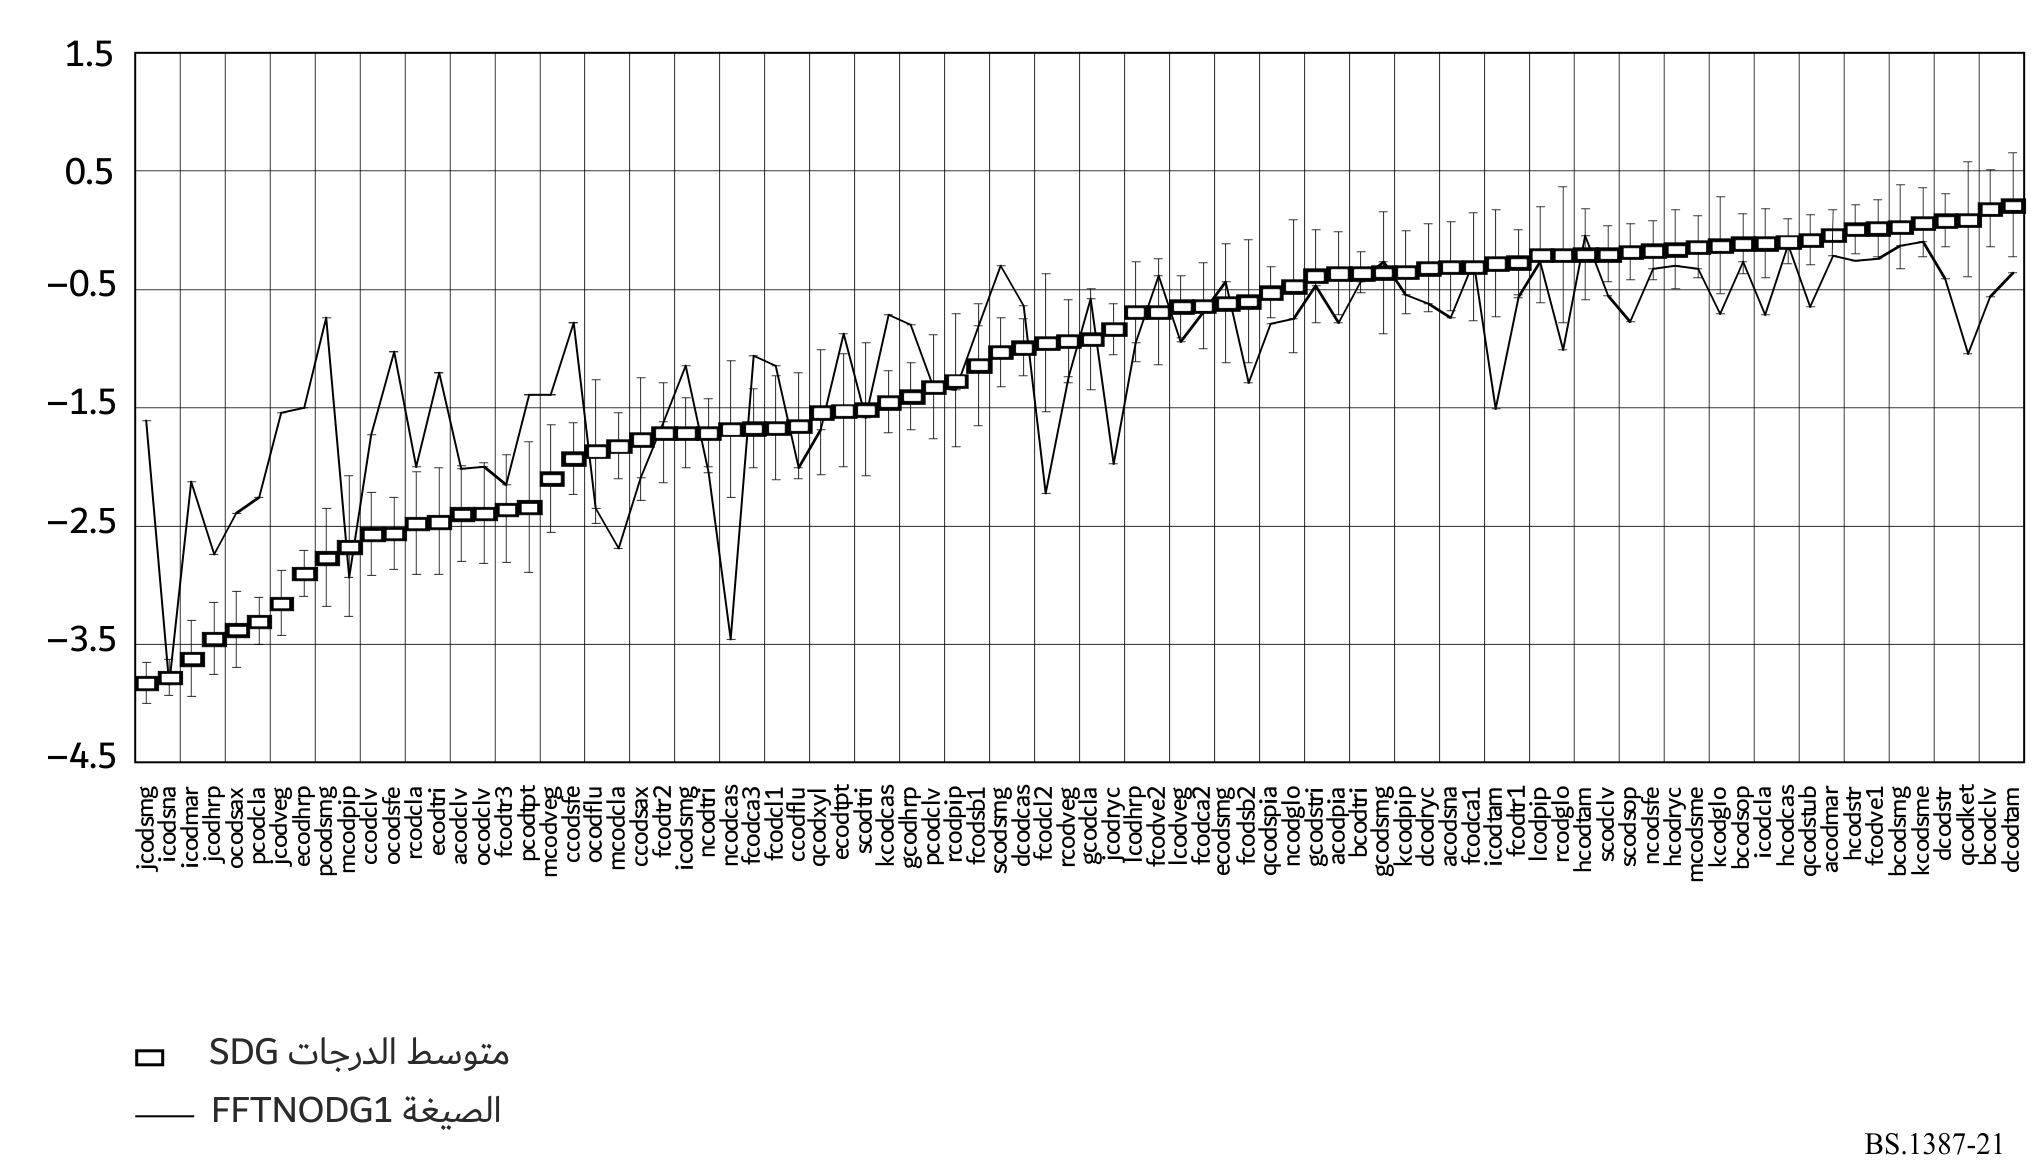 1.5
0.5
−0.5
−1.5
−2.5
−3.5
−4.5
jcodsmg
icodsna
icodmar
jcodhrp
ocodsax
pcodcla
jcodveg
ecodhrp
pcodsmg
mcodpip
ccodclv
ocodsfe
rcodcla
ecodtri
acodclv
ocodclv
fcodtr3
pcodtpt
mcodveg
ccodsfe
ocodflu
mcodcla
ccodsax
fcodtr2
icodsmg
ncodtri
ncodcas
fcodca3
fcodcl1
ccodflu
qcodxyl
ecodtpt
scodtri
kcodcas
gcodhrp
pcodclv
rcodpip
fcodsb1
scodsmg
dcodcas
fcodcl2
rcodveg
gcodcla
jcodryc
lcodhrp
fcodve2
lcodveg
fcodca2
ecodsmg
fcodsb2
qcodspia
ncodglo
gcodstri
acodpia
bcodtri
gcodsmg
kcodpip
dcodryc
acodsna
fcodca1
icodtam
fcodtr1
lcodpip
rcodglo
hcodtam
scodclv
scodsop
ncodsfe
hcodryc
mcodsme
kcodglo
bcodsop
icodcla
hcodcas
qcodstub
acodmar
hcodstr
fcodve1
bcodsmg
kcodsme
dcodstr
qcodket
bcodclv
dcodtam
متوسط الدرجات SDG
الصيغة FFTNODG1
BS.1387-21